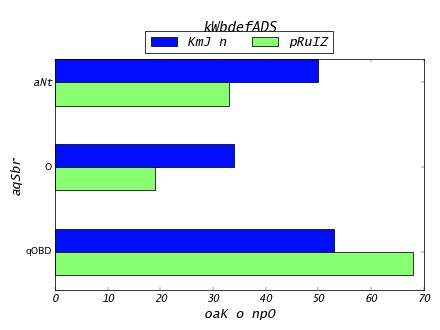 kWbdefADS
KmJ n pRuIZ
aNt
O
qOBD
aqSbr
0 10 20 30 40 50 60 70
oaK o npO